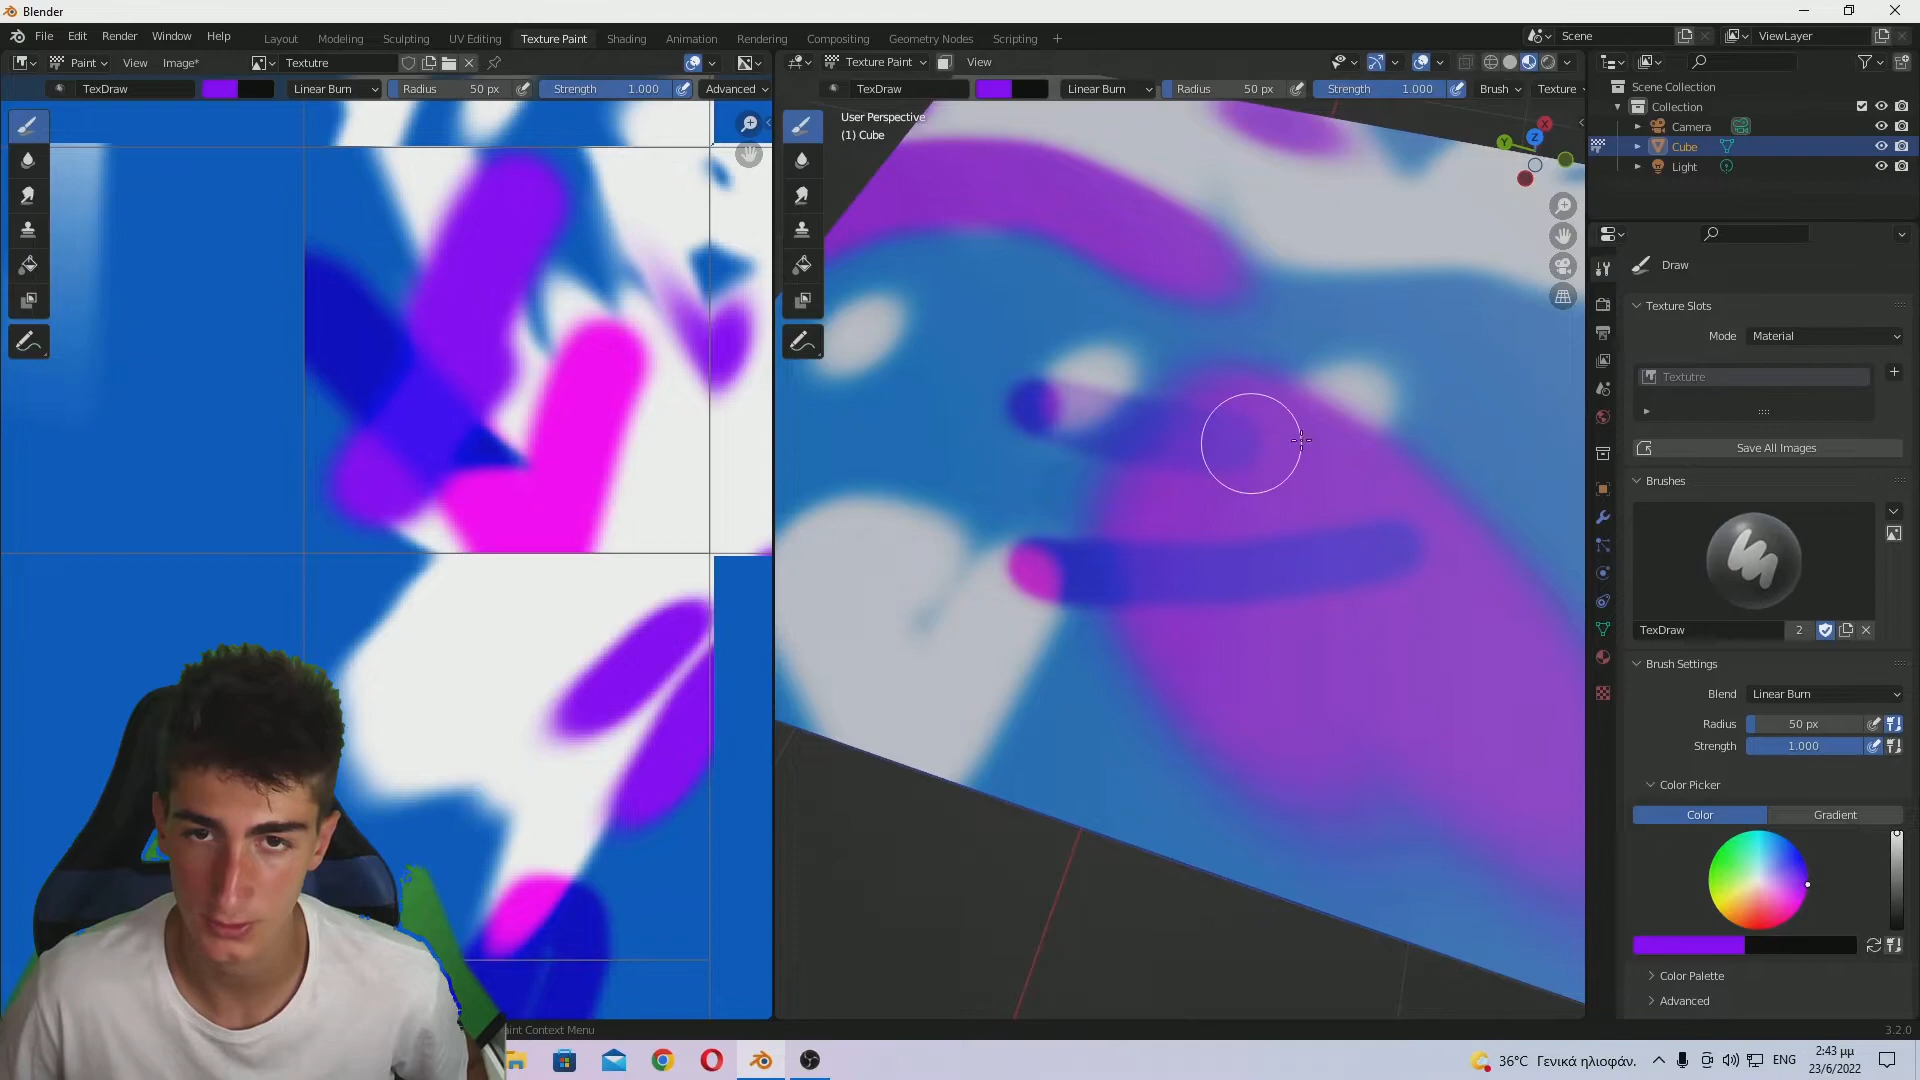 Blender
File Edit Render Window Help Layout Modeling Sculpting UV Editing Texture Paint Shading Animation Rendering Compositing Geometry Nodes Scripting + Scene ViewLayer
Paint View Image* Textutre Texture Paint View
TexDraw Linear Burn Radius 50 px Strength 1.000 Advanced TexDraw Linear Burn Radius 50 px Strength 1.000 Brush Texture
Scene Collection
Collection
Camera
Cube
Light
User Perspective
(1) Cube
X
Y
Z
Draw
Texture Slots
Mode Material
Textutre
Save All Images
Brushes
TexDraw 2
Brush Settings
Blend Linear Burn
Radius 50 px
Strength 1.000
Color Picker
Color Gradient
Color Palette
Advanced
aint Context Menu 3.2.0
36°C Γενικά ηλιοφάν. ENG 2:43 μμ
23/6/2022